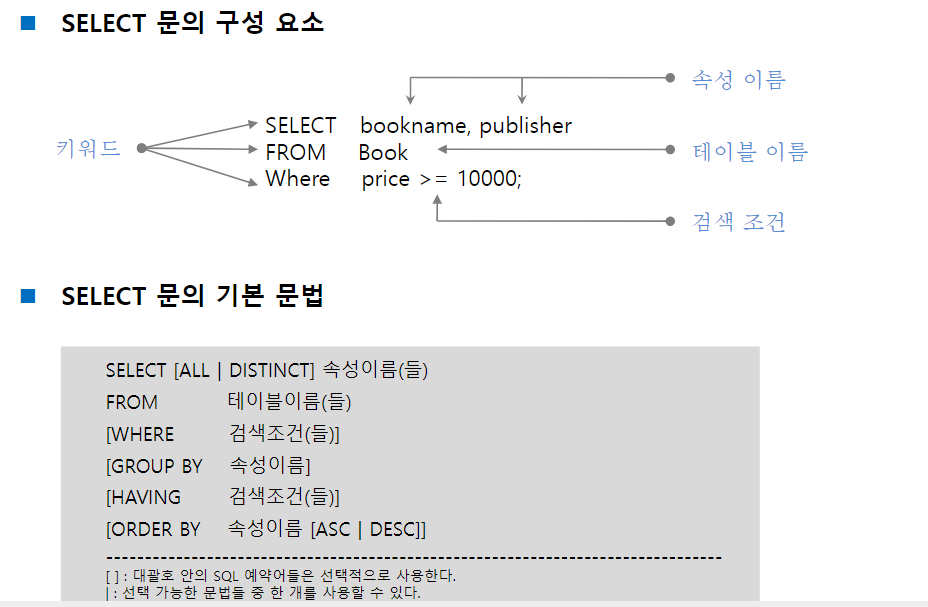 SELECT 문의 구성 요소
속성 이름
키워드
SELECT bookname, publisher
FROM Book
테이블 이름
Where price >= 10000;
검색 조건
SELECT 문의 기본 문법
SELECT [ALL | DISTINCT] 속성이름(들)
FROM 테이블이름(들)
[WHERE 검색조건(들)]
[GROUP BY 속성이름]
[HAVING 검색조건(들)]
[ORDER BY 속성이름 [ASC | DESC]]
[ ] : 대괄호 안의 SQL 예약어들은 선택적으로 사용한다.
| : 선택 가능한 문법들 중 한 개를 사용할 수 있다.